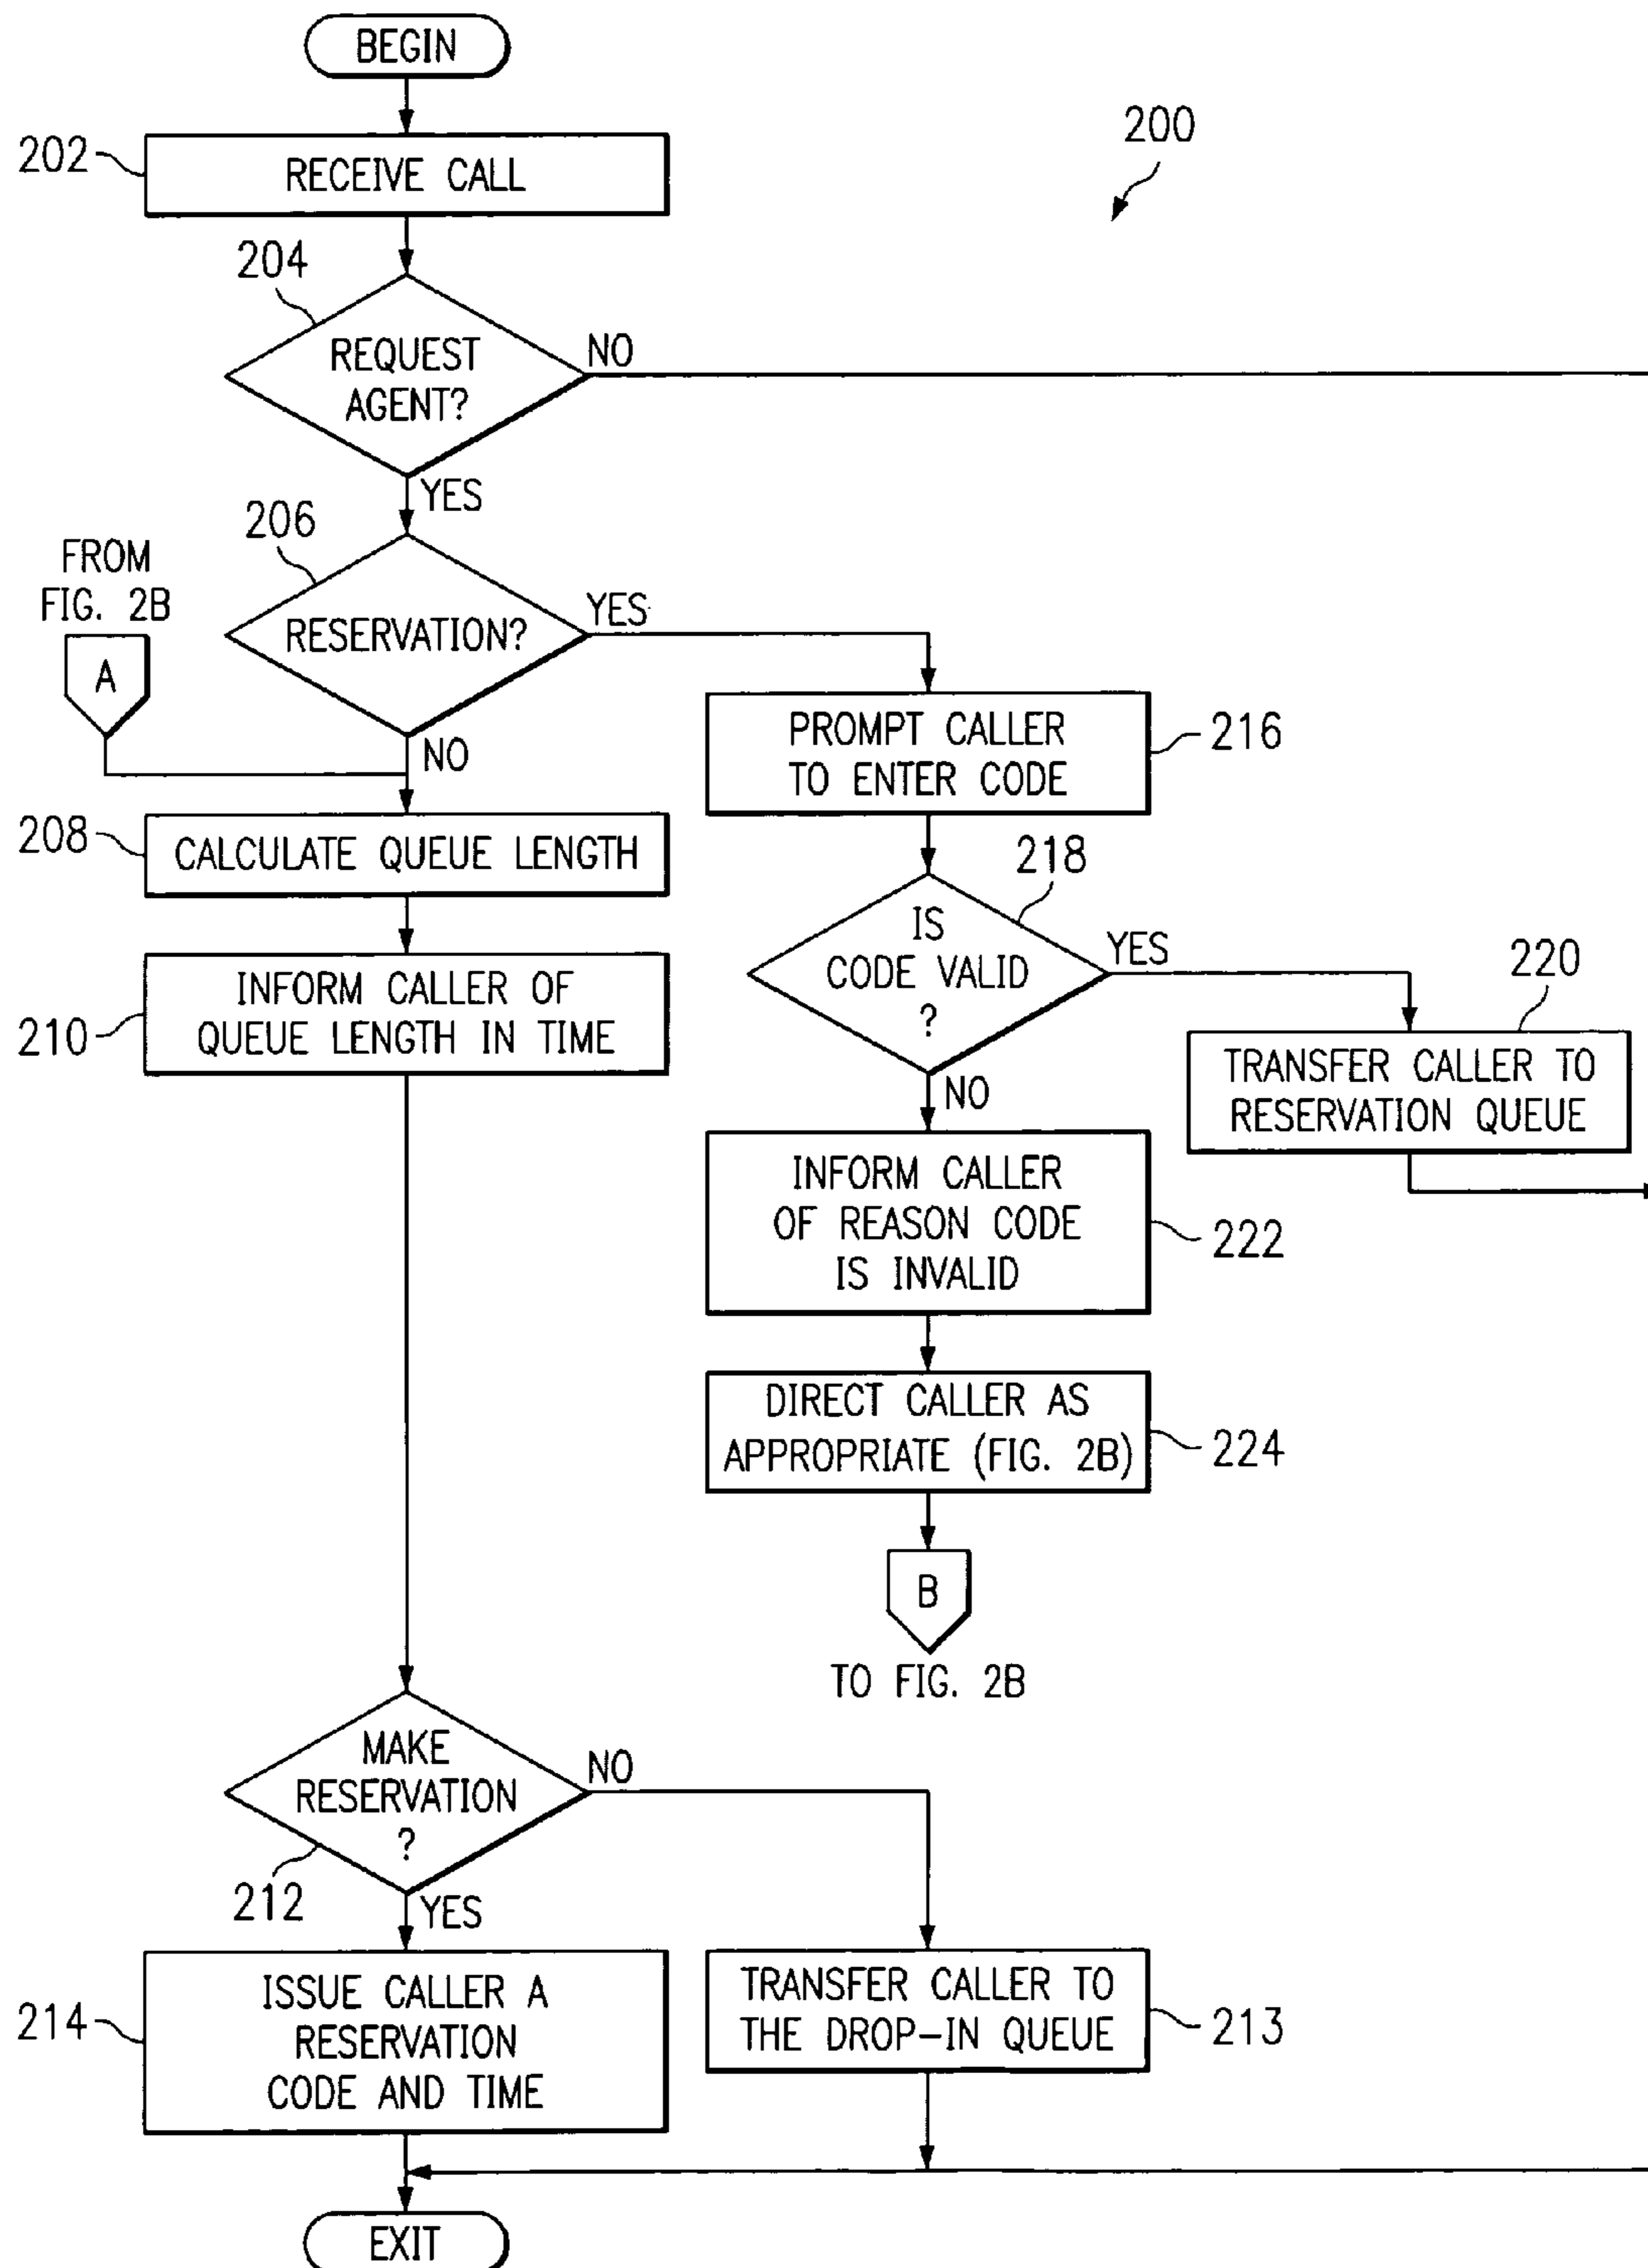 BEGIN
200
202
RECEIVE CALL
204
REQUEST
AGENT?
NO
YES
206
FROM
FIG. 2B
A
RESERVATION?
YES
NO
PROMPT CALLER
TO ENTER CODE
216
208
CALCULATE QUEUE LENGTH
218
IS
CODE VALID
?
YES
NO
220
TRANSFER CALLER TO
RESERVATION QUEUE
INFORM CALLER OF
QUEUE LENGTH IN TIME
210
INFORM CALLER
OF REASON CODE
IS INVALID
222
DIRECT CALLER AS
APPROPRIATE (FIG. 2B)
224
B
TO FIG. 2B
MAKE
RESERVATION
?
NO
212
YES
214
ISSUE CALLER A
RESERVATION
CODE AND TIME
TRANSFER CALLER TO
THE DROP-IN QUEUE
213
EXIT